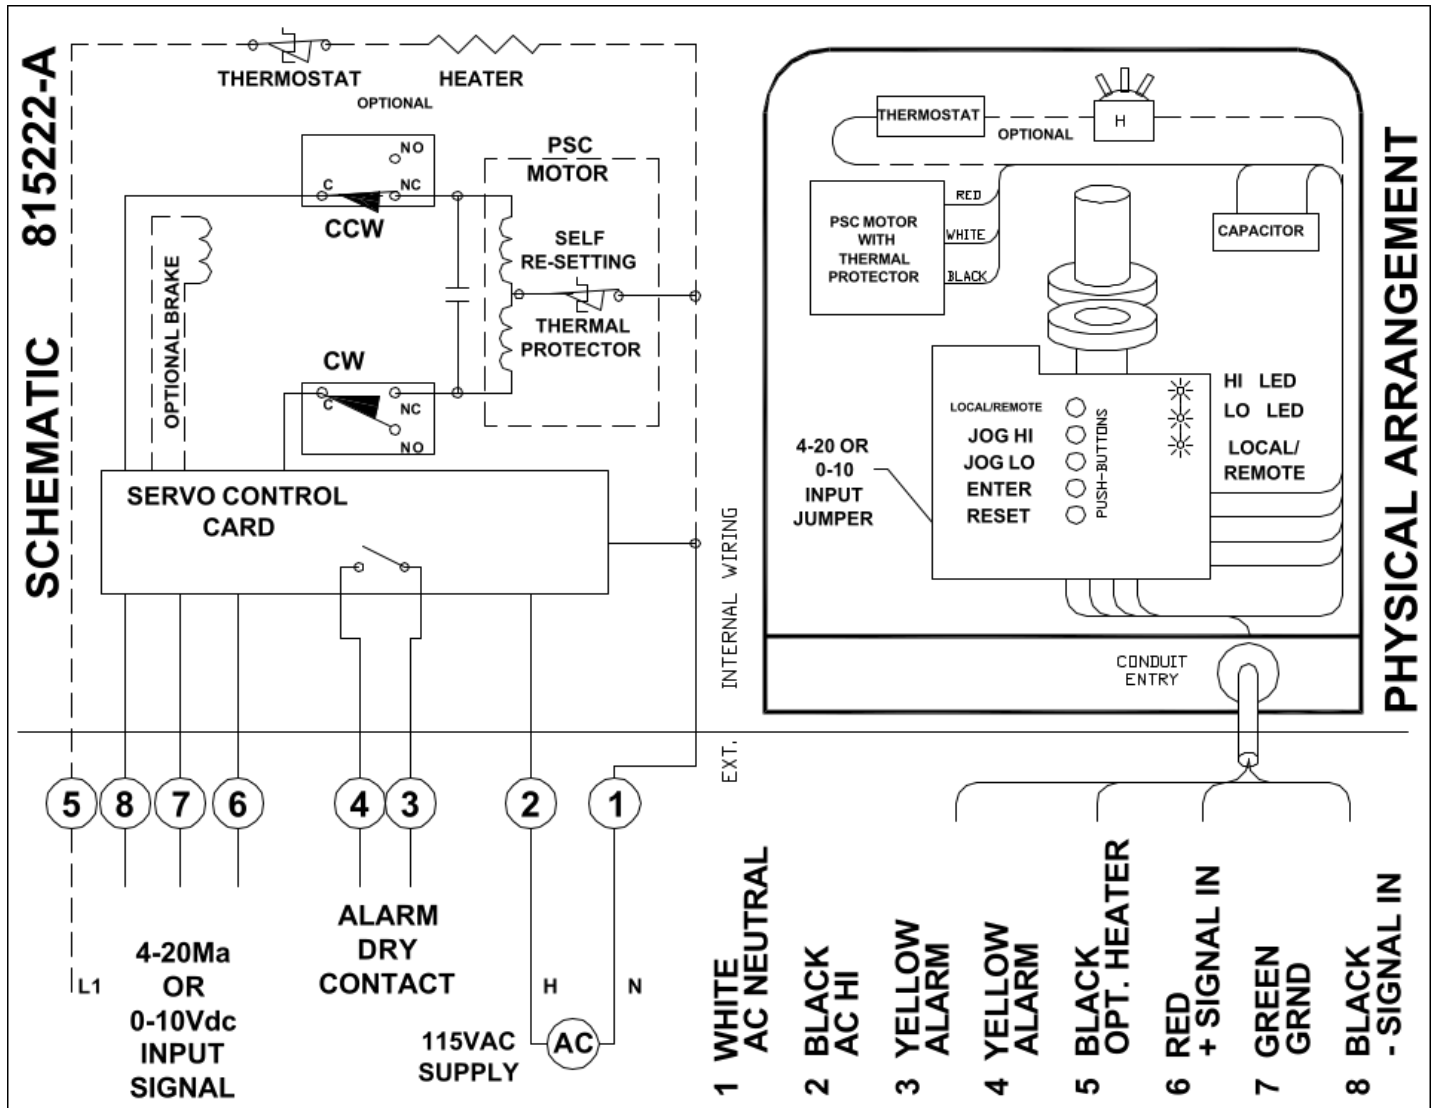 SCHEMATIC 815222-A
THERMOSTAT
HEATER
OPTIONAL
NO
C
NC
CCW
PSC
MOTOR
SELF
RE-SETTING
THERMAL
PROTECTOR
OPTIONAL BRAKE
CW
C
NC
NO
SERVO CONTROL
CARD
INTERNAL WIRING
EXT.
5
8
7
6
4
3
2
1
L1
4-20Ma
OR
0-10Vdc
INPUT
SIGNAL
ALARM
DRY
CONTACT
H
N
115VAC
SUPPLY
AC
PHYSICAL ARRANGEMENT
THERMOSTAT
OPTIONAL
H
PSC MOTOR
WITH
THERMAL
PROTECTOR
RED
WHITE
BLACK
CAPACITOR
4-20 OR
0-10
INPUT
JUMPER
LOCAL/REMOTE
JOG HI
JOG LO
ENTER
RESET
PUSH-BUTTONS
HI LED
LO LED
LOCAL/
REMOTE
CONDUIT
ENTRY
1 WHITE
AC NEUTRAL
2 BLACK
AC HI
3 YELLOW
ALARM
4 YELLOW
ALARM
5 BLACK
OPT. HEATER
6 RED
+ SIGNAL IN
7 GREEN
GRND
8 BLACK
- SIGNAL IN